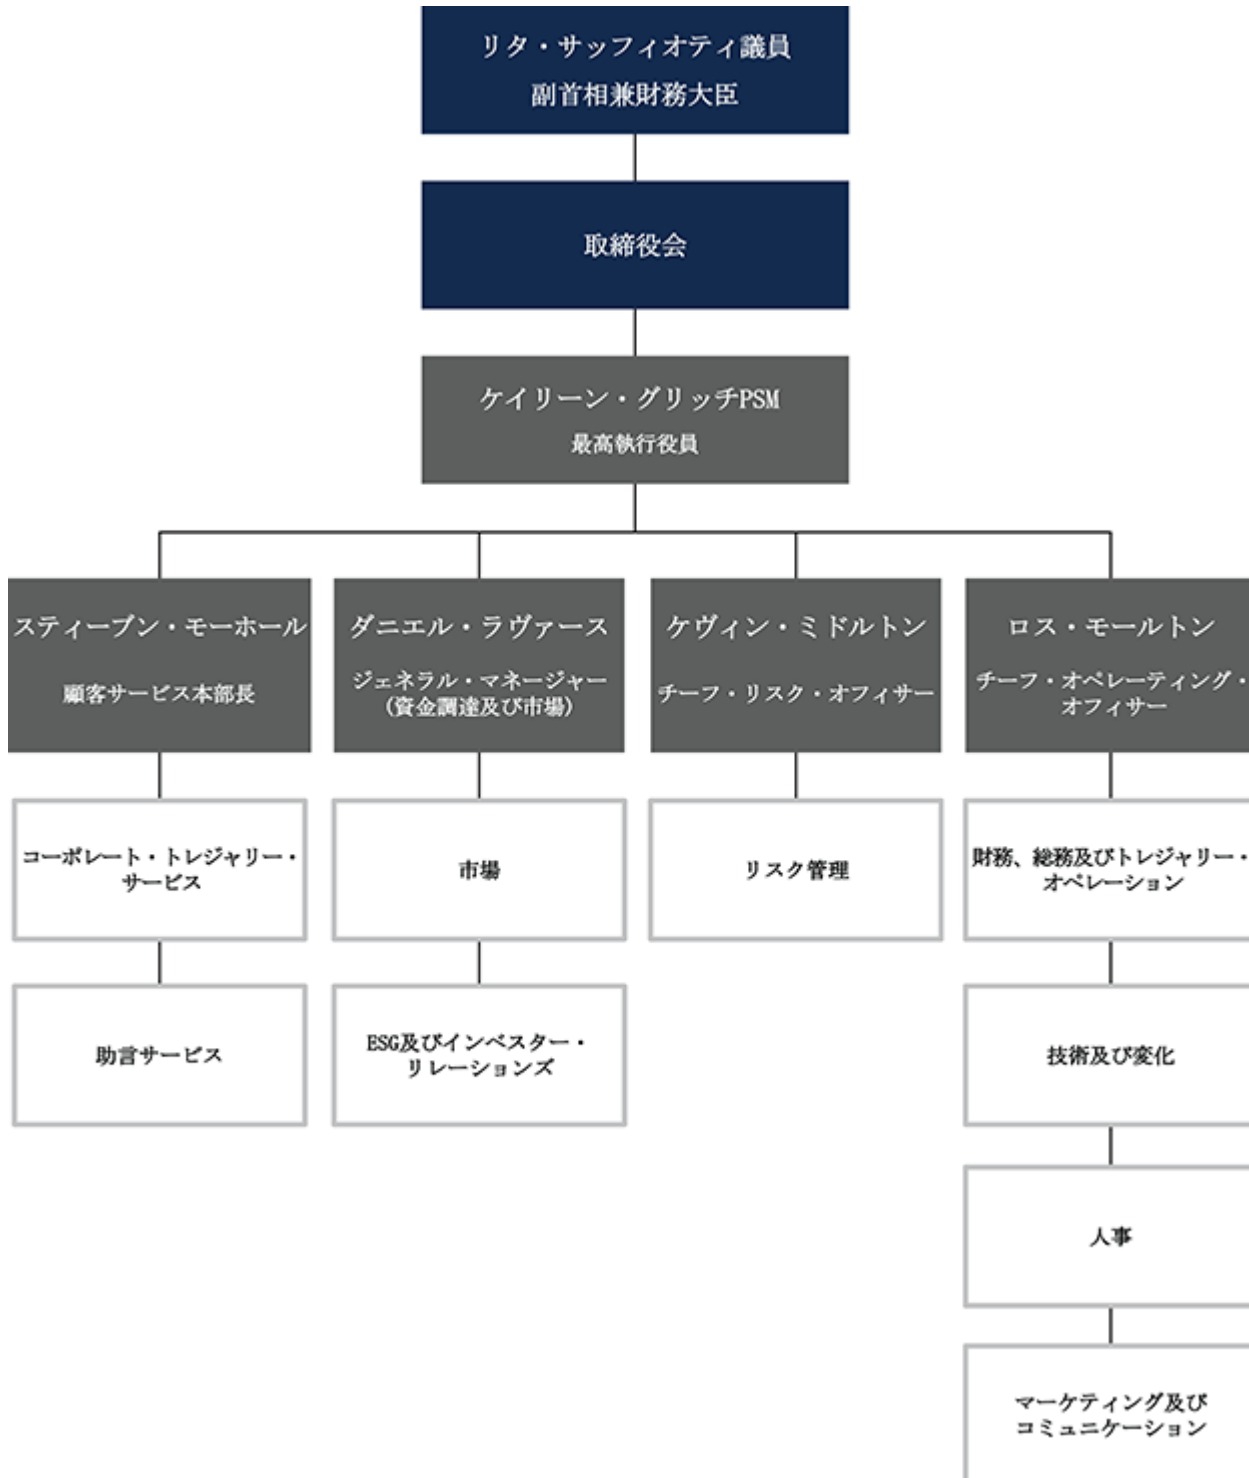 リタ・サッフィオティ議員
副首相兼財務大臣
取締役会
ケイリーン・グリッチPSM
最高執行役員
スティーブン・モーホール
顧客サービス本部長
ダニエル・ラヴァース
ジェネラル・マネージャー
(資金調達及び市場)
ケヴィン・ミドルトン
チーフ・リスク・オフィサー
ロス・モールトン
チーフ・オペレーティング・
オフィサー
コーポレート・トレジャリー・
サービス
市場
リスク管理
財務、総務及びトレジャリー・
オペレーション
助言サービス
ESG及びインベスター・
リレーションズ
技術及び変化
人事
マーケティング及び
コミュニケーション